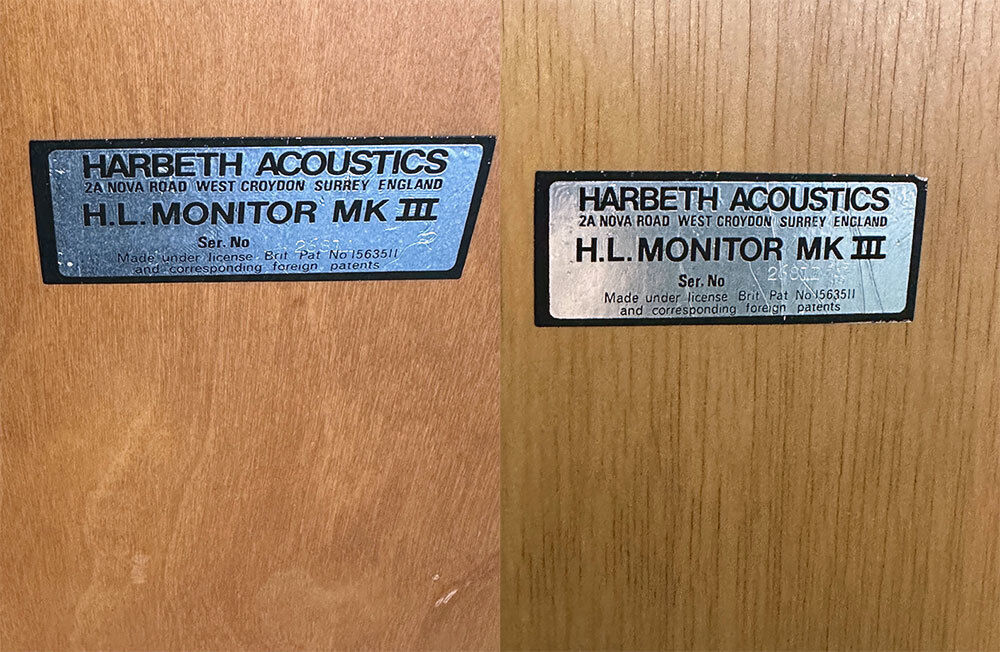 HARBETH ACOUSTICS
2A NOVA ROAD WEST CROYDON SURREY ENGLAND
H.L. MONITOR MK III
Ser. No
Made under license Brit Pat No 1563511
and corresponding foreign patents
HARBETH ACOUSTICS
2A NOVA ROAD WEST CROYDON SURREY ENGLAND
H.L. MONITOR MK III
Ser. No
Made under license Brit Pat No 1563511
and corresponding foreign patents